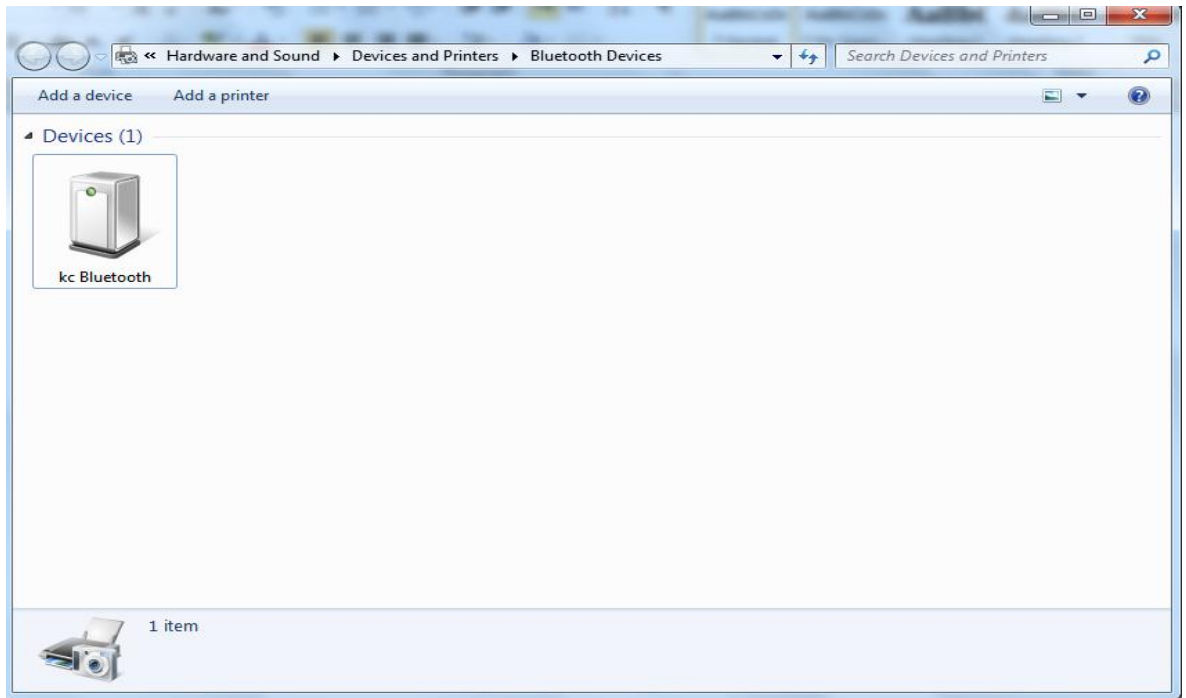 « Hardware and Sound ▸ Devices and Printers ▸ Bluetooth Devices Search Devices and Printers
Add a device Add a printer
Devices (1)
kc Bluetooth
1 item